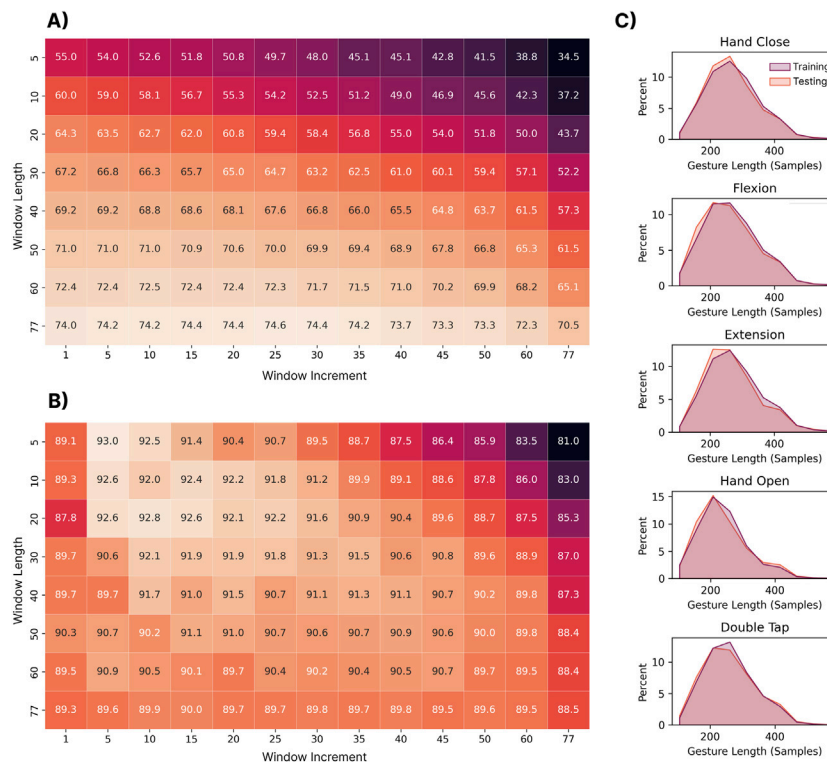 A)
Window Length
5 55.0 54.0 52.6 51.8 50.8 49.7 48.0 45.1 45.1 42.8 41.5 38.8 34.5
10 60.0 59.0 58.1 56.7 55.3 54.2 52.5 51.2 49.0 46.9 45.6 42.3 37.2
20 64.3 63.5 62.7 62.0 60.8 59.4 58.4 56.8 55.0 54.0 51.8 50.0 43.7
30 67.2 66.8 66.3 65.7 65.0 64.7 63.2 62.5 61.0 60.1 59.4 57.1 52.2
40 69.2 69.2 68.8 68.6 68.1 67.6 66.8 66.0 65.5 64.8 63.7 61.5 57.3
50 71.0 71.0 71.0 70.9 70.6 70.0 69.9 69.4 68.9 67.8 66.8 65.3 61.5
60 72.4 72.4 72.5 72.4 72.4 72.3 71.7 71.5 71.0 70.2 69.9 68.2 65.1
77 74.0 74.2 74.2 74.4 74.4 74.6 74.4 74.2 73.7 73.3 73.3 72.3 70.5
1 5 10 15 20 25 30 35 40 45 50 60 77
Window Increment
B)
Window Length
5 89.1 93.0 92.5 91.4 90.4 90.7 89.5 88.7 87.5 86.4 85.9 83.5 81.0
10 89.3 92.6 92.0 92.4 92.2 91.8 91.2 89.9 89.1 88.6 87.8 86.0 83.0
20 87.8 92.6 92.8 92.6 92.1 92.2 91.6 90.9 90.4 89.6 88.7 87.5 85.3
30 89.7 90.6 92.1 91.9 91.9 91.8 91.3 91.5 90.6 90.8 89.6 88.9 87.0
40 89.7 89.7 91.7 91.0 91.5 90.7 91.1 91.3 91.1 90.7 90.2 89.8 87.3
50 90.3 90.7 90.2 91.1 91.0 90.7 90.6 90.7 90.9 90.6 90.0 89.8 88.4
60 89.5 90.9 90.5 90.1 89.7 90.4 90.2 90.4 90.5 90.7 89.7 89.5 88.4
77 89.3 89.6 89.9 90.0 89.7 89.7 89.8 89.7 89.8 89.5 89.6 89.5 88.5
1 5 10 15 20 25 30 35 40 45 50 60 77
Window Increment
C)
Hand Close
Training
Testing
Percent
10
5
0
200 400
Gesture Length (Samples)
Flexion
Percent
10
5
0
200 400
Gesture Length (Samples)
Extension
Percent
10
5
0
200 400
Gesture Length (Samples)
Hand Open
Percent
15
10
5
0
200 400
Gesture Length (Samples)
Double Tap
Percent
10
5
0
200 400
Gesture Length (Samples)